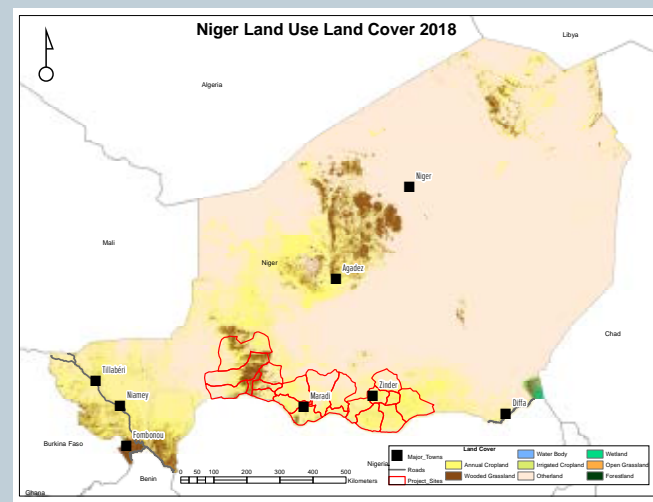 Niger Land Use Land Cover 2018
Libya
Algeria
Niger
Mali
Niger
Agadez
Chad
Tillabéri
Zinder
Niamey
Maradi
Diffa
Fombonou
Burkina Faso
Nigeria
Benin
Ghana
0 25 50 100 200 300 400 500
Kilometers
Land Cover
Major_Towns
Roads
Project_Sites
Annual Cropland
Wooded Grassland
Water Body
Irrigated Cropland
Otherland
Wetland
Open Grassland
Forestland